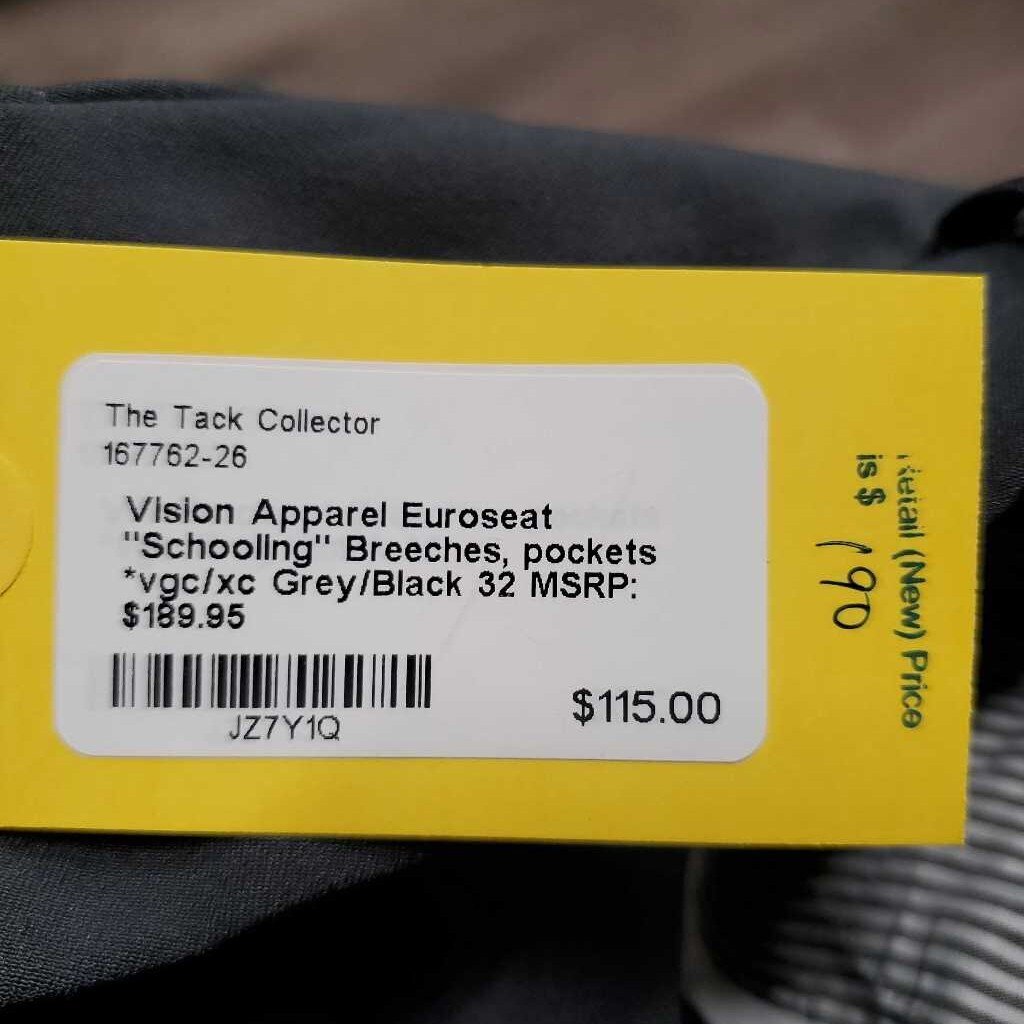 The Tack Collector
167762-26
Vision Apparel Euroseat
"Schooling" Breeches, pockets
*vgc/xc Grey/Black 32 MSRP:
$189.95
JZ7Y1Q
$115.00
Retail (New) Price
is $ 190